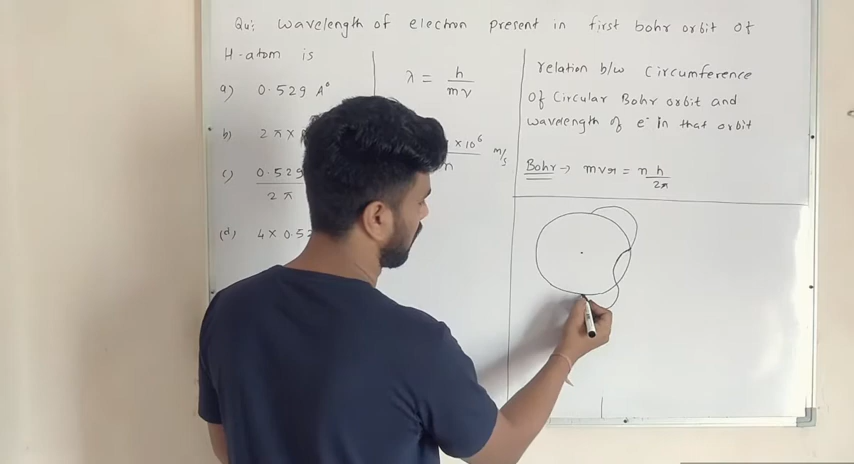 Qu: Wavelength of electron present in first bohr orbit of
H-atom is
a) 0.529 A°
b) 2π×
c) 0.529
2π
(d) 4 × 0.52
λ = h
mv
× 10⁶ m/s
n
relation b/w Circumference
of Circular Bohr orbit and
wavelength of e⁻ in that orbit
Bohr → mvr = n h
2π